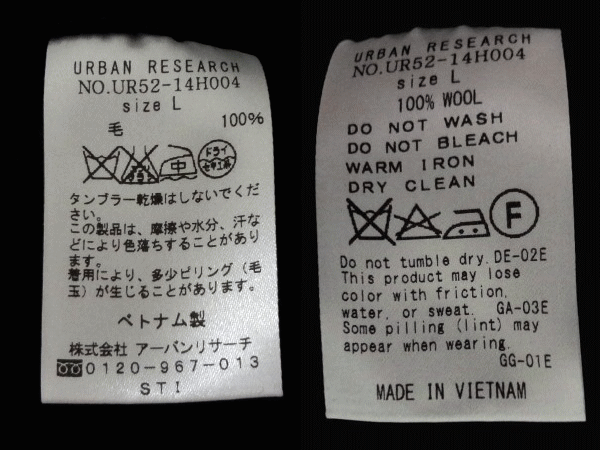 URBAN RESEARCH
NO.UR52-14H004
size L
毛 100%
中
ドライ
セキユ系
タンブラー乾燥はしないでくだ
さい。
この製品は、摩擦や水分、汗な
どにより色落ちすることがあり
ます。
着用により、多少ピリング（毛
玉）が生じることがあります。
ベトナム製
株式会社 アーバンリサーチ
0120-967-013
STI
URBAN RESEARCH
NO.UR52-14H004
size L
100% WOOL
DO NOT WASH
DO NOT BLEACH
WARM IRON
DRY CLEAN
F
Do not tumble dry. DE-02E
This product may lose
color with friction,
water, or sweat. GA-03E
Some pilling (lint) may
appear when wearing.
GG-01E
MADE IN VIETNAM